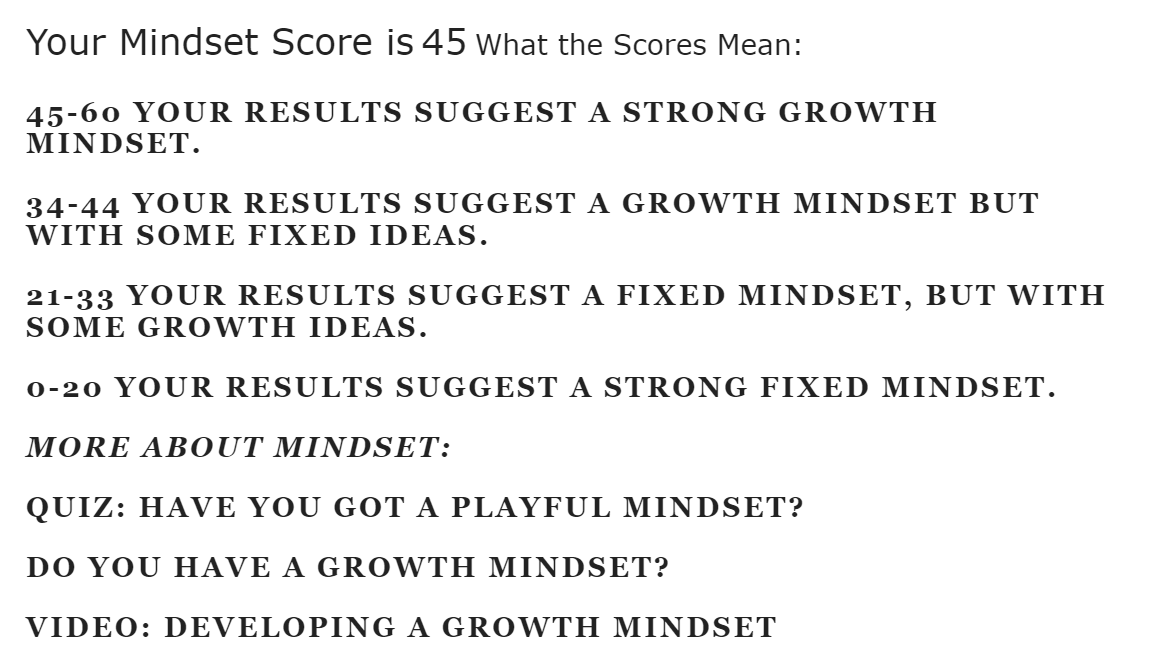 Your Mindset Score is 45 What the Scores Mean:
45-60 YOUR RESULTS SUGGEST A STRONG GROWTH
MINDSET.
34-44 YOUR RESULTS SUGGEST A GROWTH MINDSET BUT
WITH SOME FIXED IDEAS.
21-33 YOUR RESULTS SUGGEST A FIXED MINDSET, BUT WITH
SOME GROWTH IDEAS.
0-20 YOUR RESULTS SUGGEST A STRONG FIXED MINDSET.
MORE ABOUT MINDSET:
QUIZ: HAVE YOU GOT A PLAYFUL MINDSET?
DO YOU HAVE A GROWTH MINDSET?
VIDEO: DEVELOPING A GROWTH MINDSET